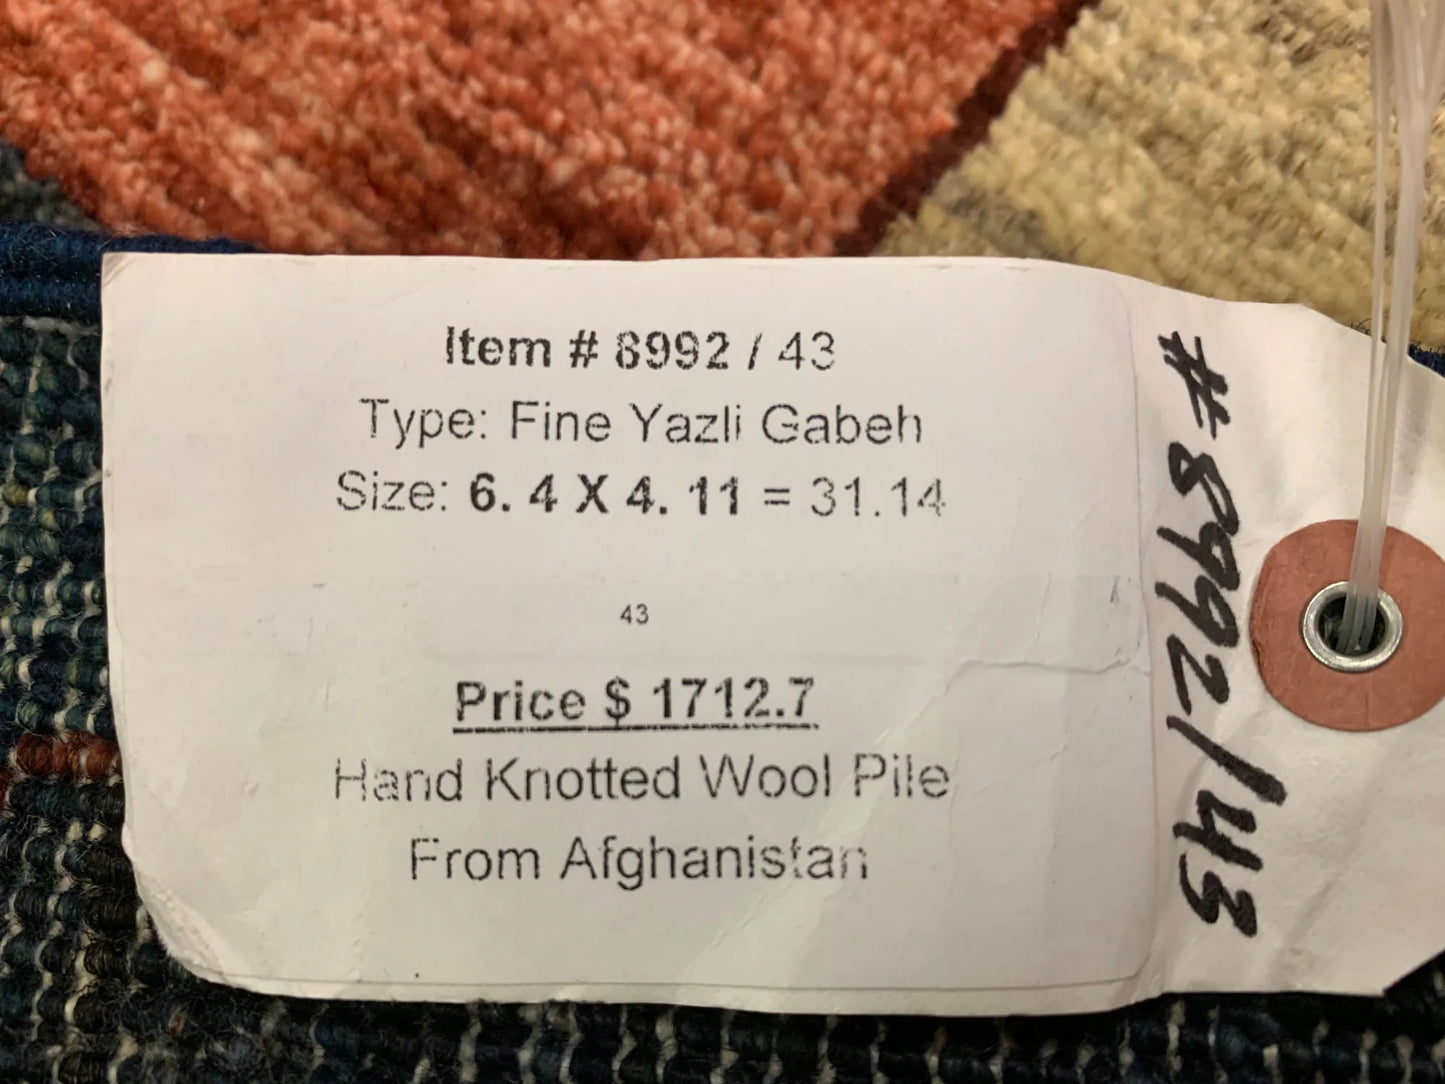 Item # 8992 / 43
Type: Fine Yazli Gabeh
Size: 6. 4 X 4. 11 = 31.14
43
Price $ 1712.7
Hand Knotted Wool Pile
From Afghanistan
#8992/43